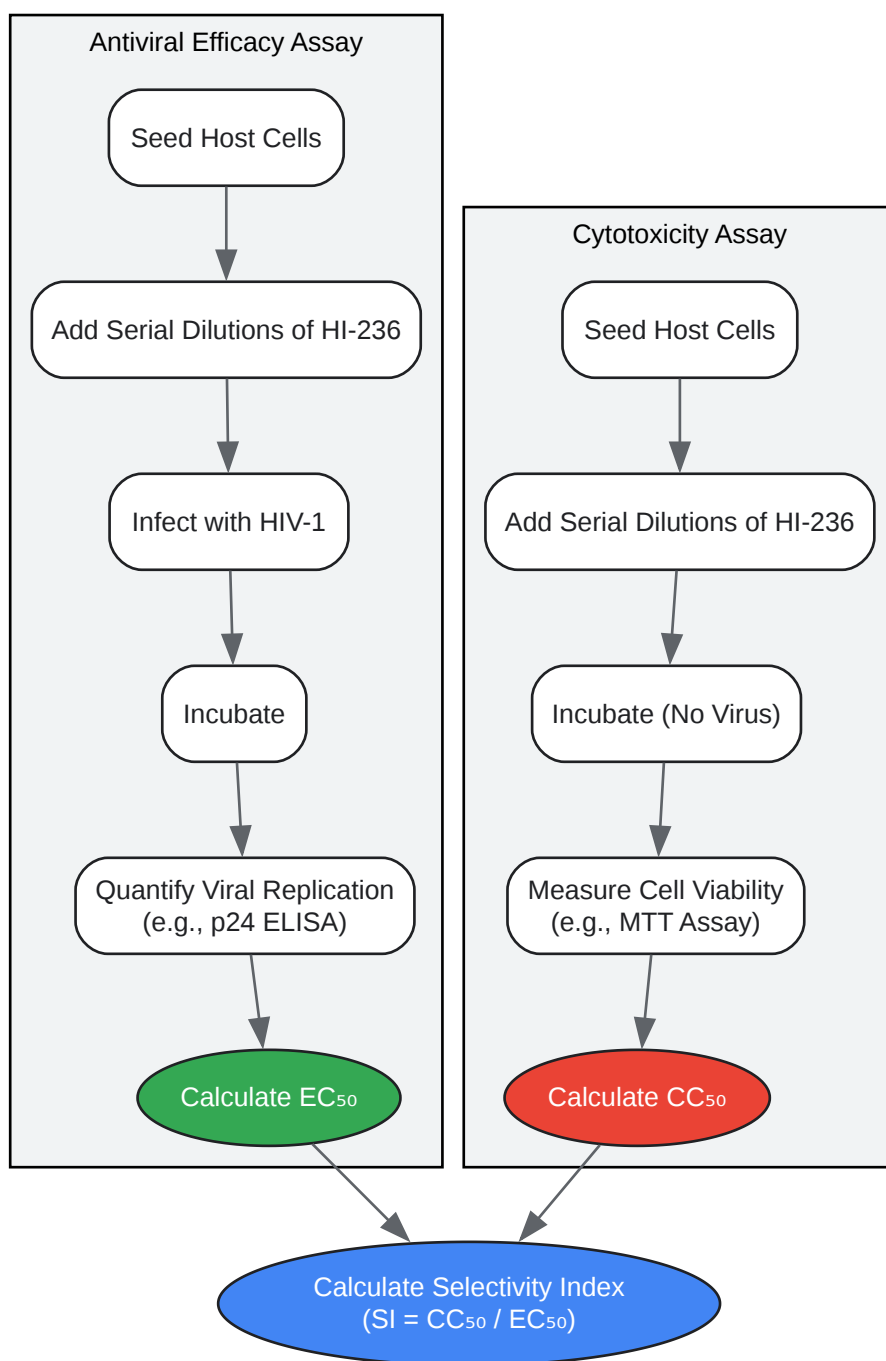 Antiviral Efficacy Assay
Seed Host Cells
Add Serial Dilutions of HI-236
Infect with HIV-1
Incubate
Quantify Viral Replication
(e.g., p24 ELISA)
Calculate EC₅₀
Cytotoxicity Assay
Seed Host Cells
Add Serial Dilutions of HI-236
Incubate (No Virus)
Measure Cell Viability
(e.g., MTT Assay)
Calculate CC₅₀
Calculate Selectivity Index
(SI = CC₅₀ / EC₅₀)